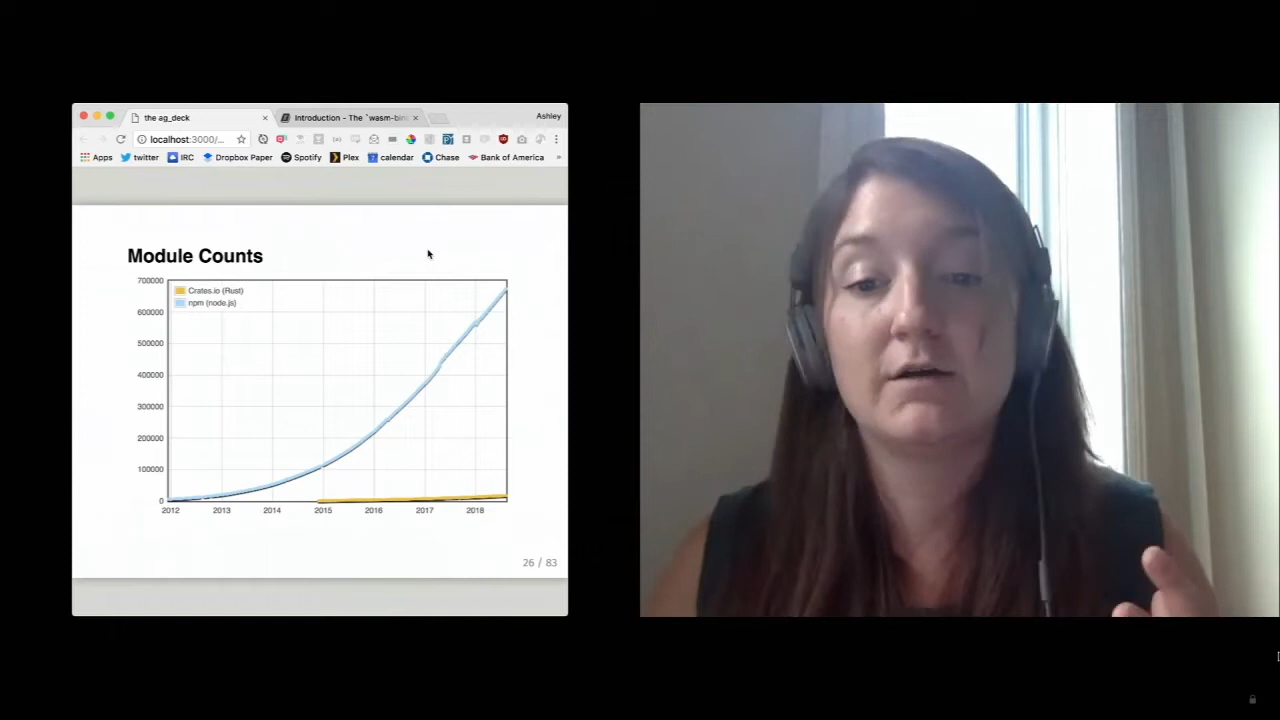 the ag_deck
Introduction - The `wasm-bin
Ashley
localhost:3000/...
Apps twitter IRC Dropbox Paper Spotify Plex calendar Chase Bank of America »
Module Counts
700000
600000
500000
400000
300000
200000
100000
0
Crates.io (Rust)
npm (node.js)
2012 2013 2014 2015 2016 2017 2018
26 / 83